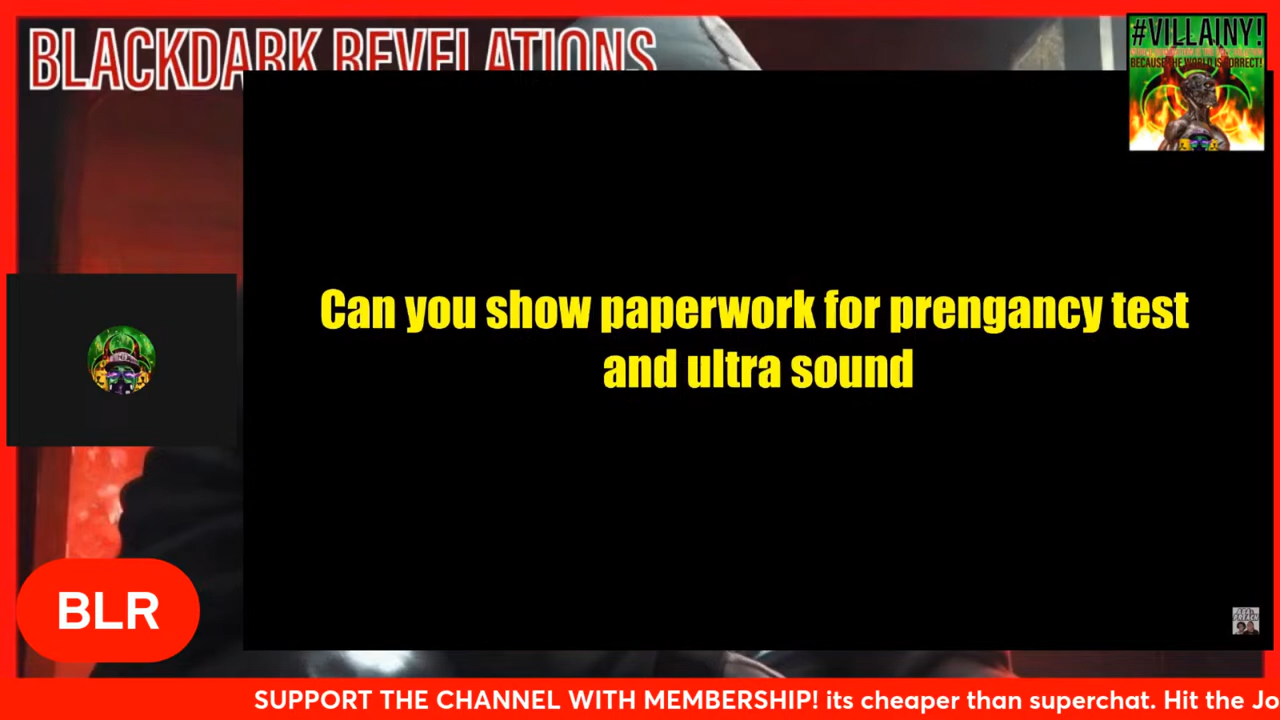 BLACKDARK REVELATIONS
#VILLAINY!
BECAUSE THE WORLD IS CORRECT!
Can you show paperwork for prengancy test
and ultra sound
BLR
SUPPORT THE CHANNEL WITH MEMBERSHIP! its cheaper than superchat. Hit the Jo